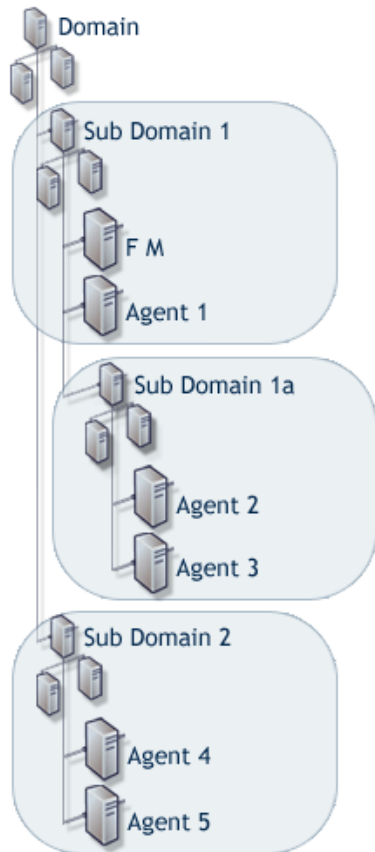 Domain
Sub Domain 1
F M
Agent 1
Sub Domain 1a
Agent 2
Agent 3
Sub Domain 2
Agent 4
Agent 5